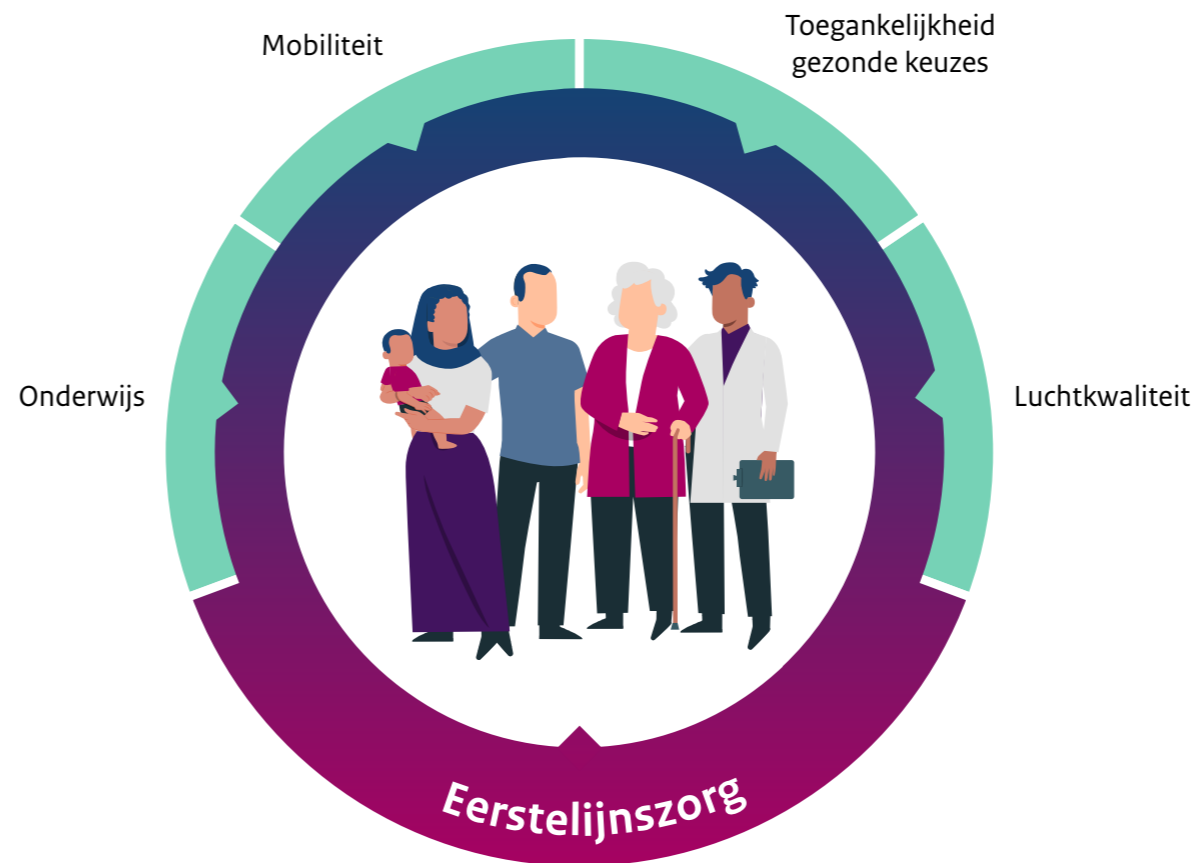 Mobiliteit
Toegankelijkheid
gezonde keuzes
Onderwijs
Luchtkwaliteit
Eerstelijnszorg